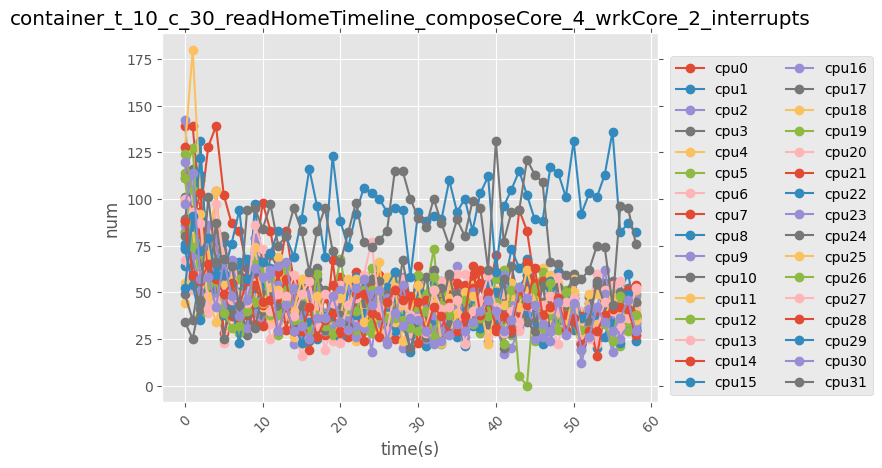 container_t_10_c_30_readHomeTimeline_composeCore_4_wrkCore_2_interrupts
175
150
125
100
75
50
25
0
num
0
10
20
30
40
50
60
time(s)
cpu0
cpu1
cpu2
cpu3
cpu4
cpu5
cpu6
cpu7
cpu8
cpu9
cpu10
cpu11
cpu12
cpu13
cpu14
cpu15
cpu16
cpu17
cpu18
cpu19
cpu20
cpu21
cpu22
cpu23
cpu24
cpu25
cpu26
cpu27
cpu28
cpu29
cpu30
cpu31